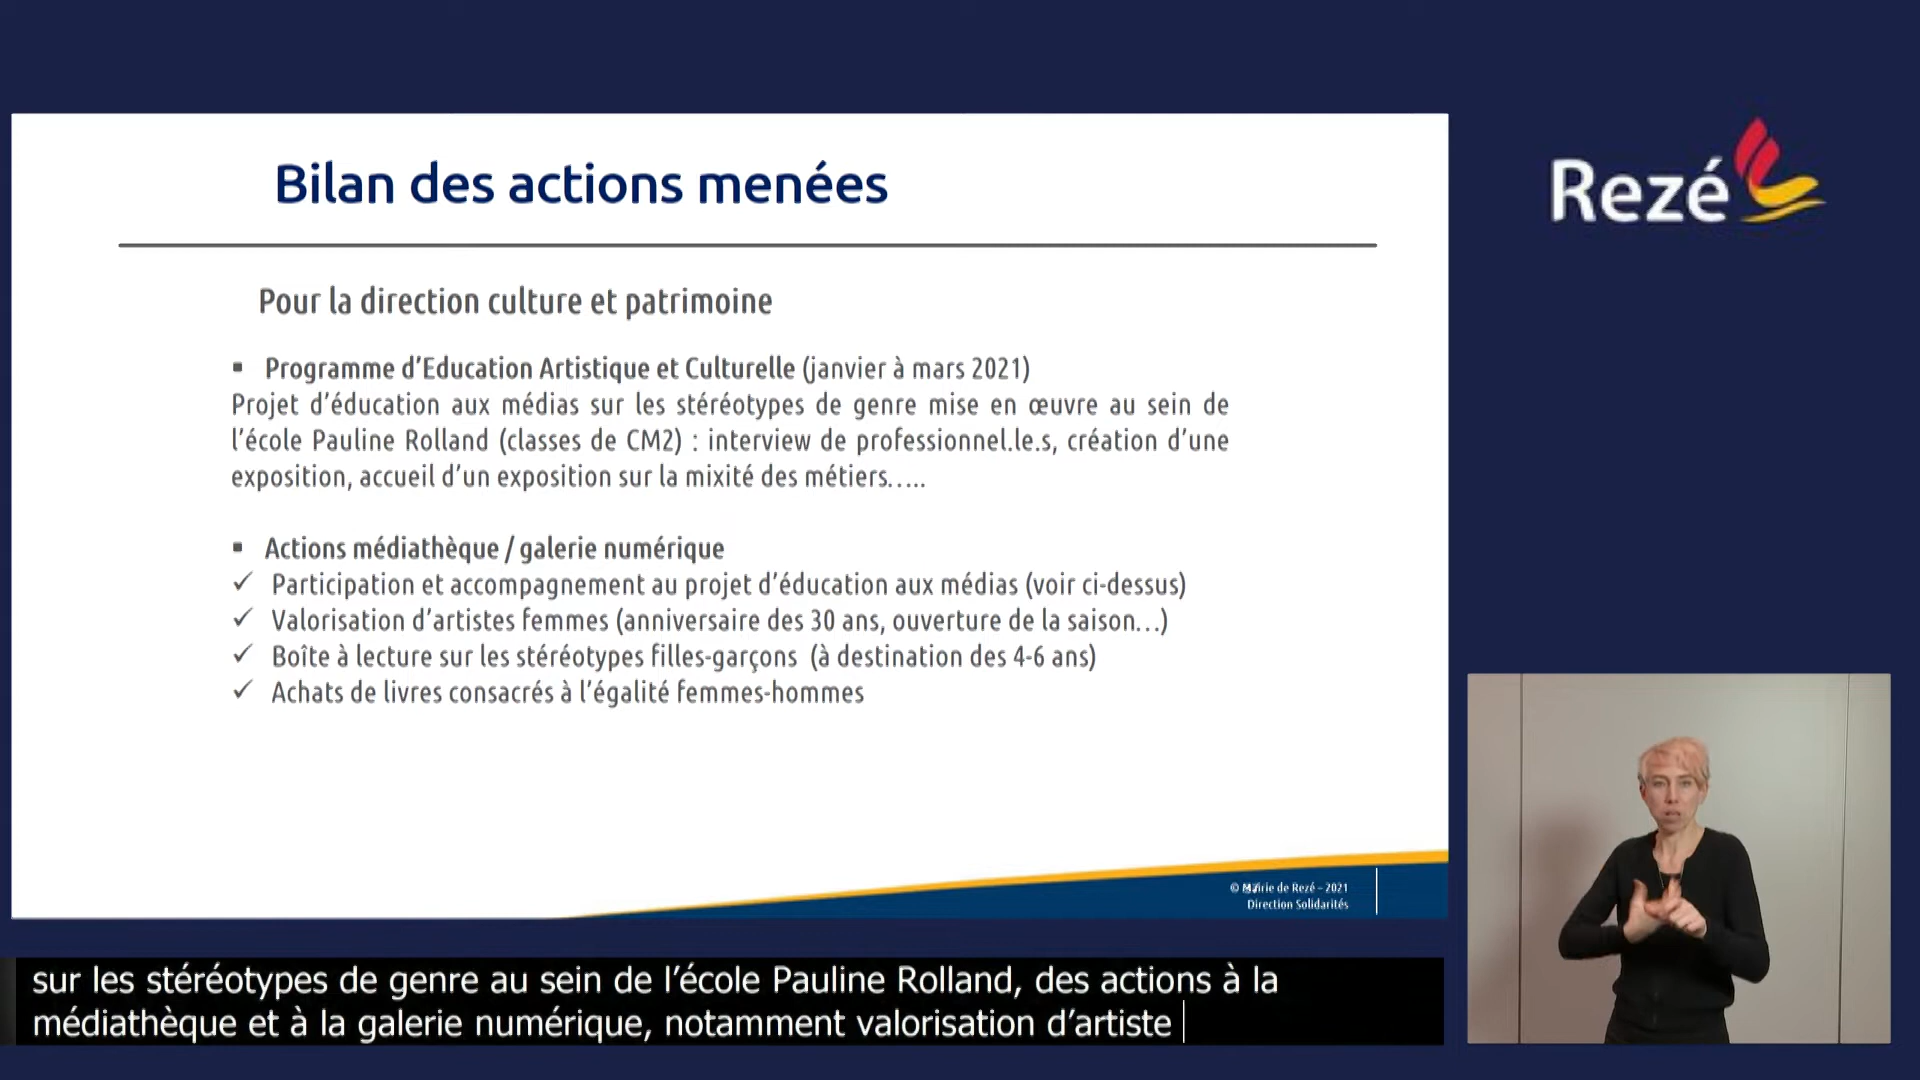 Bilan des actions menées
Rezé
Pour la direction culture et patrimoine
▪ Programme d’Education Artistique et Culturelle (janvier à mars 2021)
Projet d’éducation aux médias sur les stéréotypes de genre mise en œuvre au sein de
l’école Pauline Rolland (classes de CM2) : interview de professionnel.le.s, création d’une
exposition, accueil d’un exposition sur la mixité des métiers…..
▪ Actions médiathèque / galerie numérique
✓ Participation et accompagnement au projet d’éducation aux médias (voir ci-dessus)
✓ Valorisation d’artistes femmes (anniversaire des 30 ans, ouverture de la saison…)
✓ Boîte à lecture sur les stéréotypes filles-garçons (à destination des 4-6 ans)
✓ Achats de livres consacrés à l’égalité femmes-hommes
© Mairie de Rezé – 2021
Direction Solidarités
sur les stéréotypes de genre au sein de l’école Pauline Rolland, des actions à la
médiathèque et à la galerie numérique, notamment valorisation d’artiste